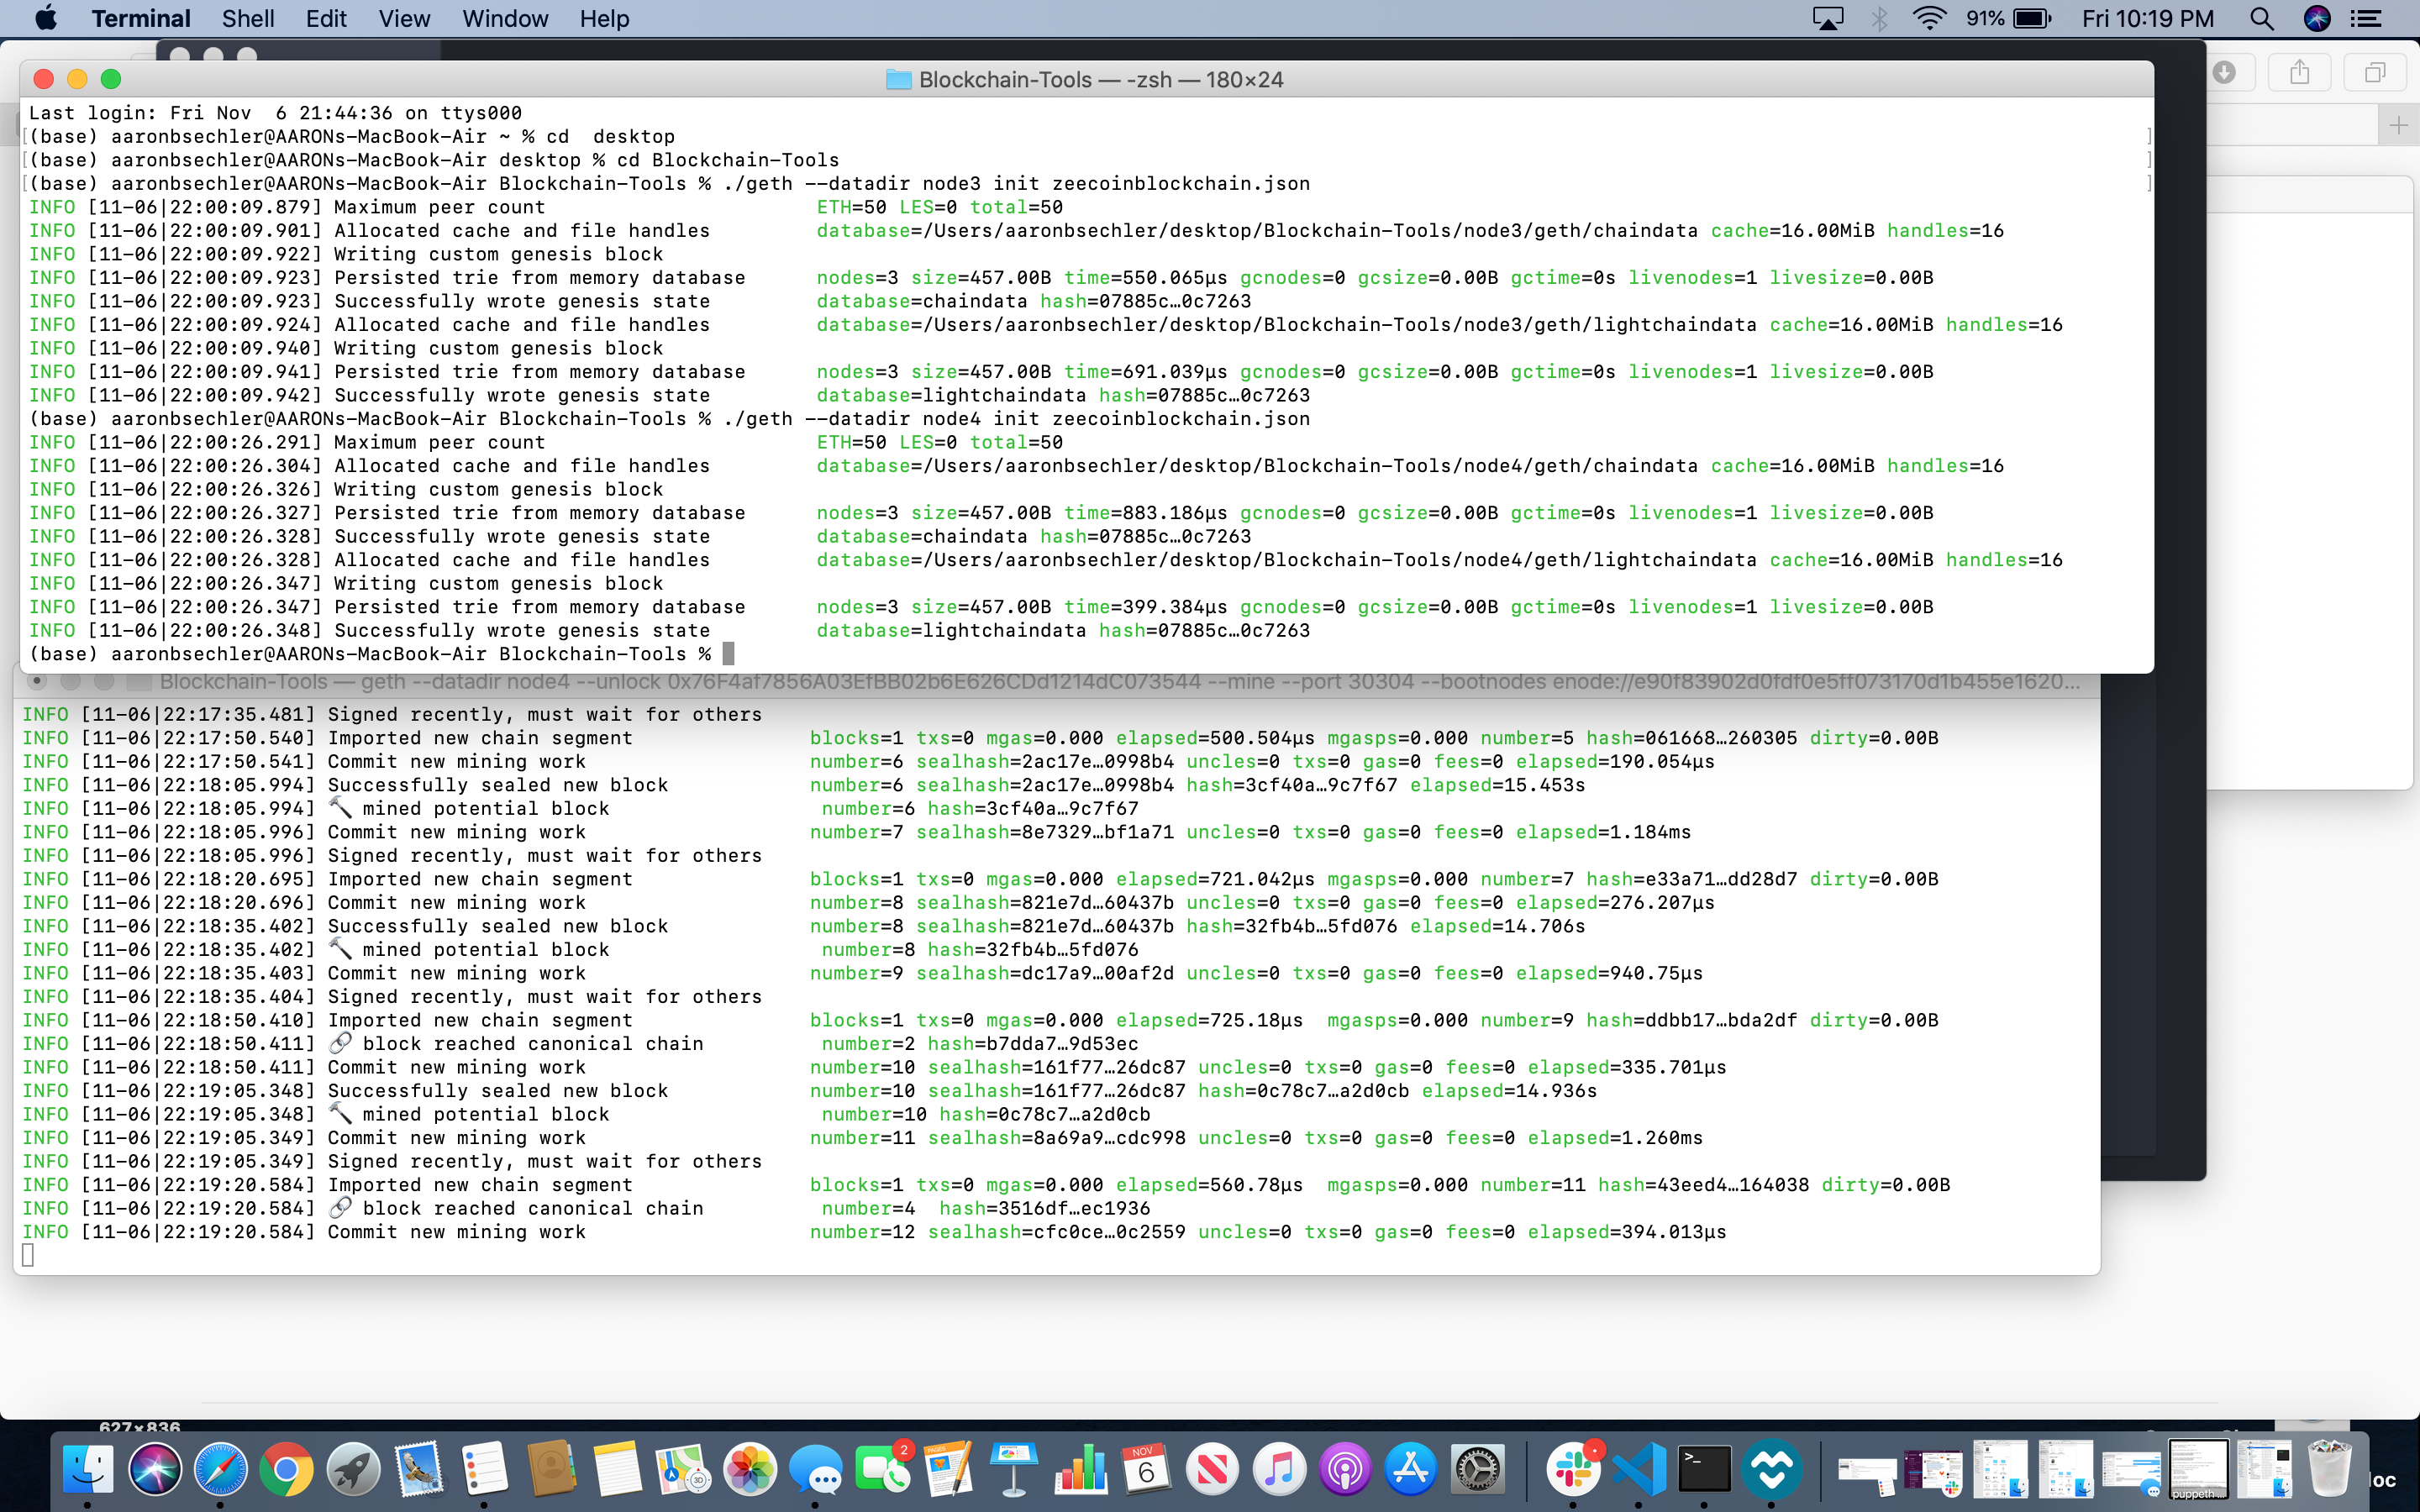 Terminal Shell Edit View Window Help 91% Fri 10:19 PM
Blockchain-Tools — -zsh — 180×24
Last login: Fri Nov  6 21:44:36 on ttys000
[(base) aaronbsechler@AARONs-MacBook-Air ~ % cd  desktop ]
[(base) aaronbsechler@AARONs-MacBook-Air desktop % cd Blockchain-Tools ]
[(base) aaronbsechler@AARONs-MacBook-Air Blockchain-Tools % ./geth --datadir node3 init zeecoinblockchain.json ]
INFO [11-06|22:00:09.879] Maximum peer count ETH=50 LES=0 total=50
INFO [11-06|22:00:09.901] Allocated cache and file handles database=/Users/aaronbsechler/desktop/Blockchain-Tools/node3/geth/chaindata cache=16.00MiB handles=16
INFO [11-06|22:00:09.922] Writing custom genesis block
INFO [11-06|22:00:09.923] Persisted trie from memory database nodes=3 size=457.00B time=550.065µs gcnodes=0 gcsize=0.00B gctime=0s livenodes=1 livesize=0.00B
INFO [11-06|22:00:09.923] Successfully wrote genesis state database=chaindata hash=07885c…0c7263
INFO [11-06|22:00:09.924] Allocated cache and file handles database=/Users/aaronbsechler/desktop/Blockchain-Tools/node3/geth/lightchaindata cache=16.00MiB handles=16
INFO [11-06|22:00:09.940] Writing custom genesis block
INFO [11-06|22:00:09.941] Persisted trie from memory database nodes=3 size=457.00B time=691.039µs gcnodes=0 gcsize=0.00B gctime=0s livenodes=1 livesize=0.00B
INFO [11-06|22:00:09.942] Successfully wrote genesis state database=lightchaindata hash=07885c…0c7263
(base) aaronbsechler@AARONs-MacBook-Air Blockchain-Tools % ./geth --datadir node4 init zeecoinblockchain.json
INFO [11-06|22:00:26.291] Maximum peer count ETH=50 LES=0 total=50
INFO [11-06|22:00:26.304] Allocated cache and file handles database=/Users/aaronbsechler/desktop/Blockchain-Tools/node4/geth/chaindata cache=16.00MiB handles=16
INFO [11-06|22:00:26.326] Writing custom genesis block
INFO [11-06|22:00:26.327] Persisted trie from memory database nodes=3 size=457.00B time=883.186µs gcnodes=0 gcsize=0.00B gctime=0s livenodes=1 livesize=0.00B
INFO [11-06|22:00:26.328] Successfully wrote genesis state database=chaindata hash=07885c…0c7263
INFO [11-06|22:00:26.328] Allocated cache and file handles database=/Users/aaronbsechler/desktop/Blockchain-Tools/node4/geth/lightchaindata cache=16.00MiB handles=16
INFO [11-06|22:00:26.347] Writing custom genesis block
INFO [11-06|22:00:26.347] Persisted trie from memory database nodes=3 size=457.00B time=399.384µs gcnodes=0 gcsize=0.00B gctime=0s livenodes=1 livesize=0.00B
INFO [11-06|22:00:26.348] Successfully wrote genesis state database=lightchaindata hash=07885c…0c7263
(base) aaronbsechler@AARONs-MacBook-Air Blockchain-Tools %
Blockchain-Tools — geth --datadir node4 --unlock 0x76F4af7856A03EfBB02b6E626CDd1214dC073544 --mine --port 30304 --bootnodes enode://e90f83902d0fdf0e5ff073170d1b455e1620...
INFO [11-06|22:17:35.481] Signed recently, must wait for others
INFO [11-06|22:17:50.540] Imported new chain segment blocks=1 txs=0 mgas=0.000 elapsed=500.504µs mgasps=0.000 number=5 hash=061668…260305 dirty=0.00B
INFO [11-06|22:17:50.541] Commit new mining work number=6 sealhash=2ac17e…0998b4 uncles=0 txs=0 gas=0 fees=0 elapsed=190.054µs
INFO [11-06|22:18:05.994] Successfully sealed new block number=6 sealhash=2ac17e…0998b4 hash=3cf40a…9c7f67 elapsed=15.453s
INFO [11-06|22:18:05.994] 🔨 mined potential block number=6 hash=3cf40a…9c7f67
INFO [11-06|22:18:05.996] Commit new mining work number=7 sealhash=8e7329…bf1a71 uncles=0 txs=0 gas=0 fees=0 elapsed=1.184ms
INFO [11-06|22:18:05.996] Signed recently, must wait for others
INFO [11-06|22:18:20.695] Imported new chain segment blocks=1 txs=0 mgas=0.000 elapsed=721.042µs mgasps=0.000 number=7 hash=e33a71…dd28d7 dirty=0.00B
INFO [11-06|22:18:20.696] Commit new mining work number=8 sealhash=821e7d…60437b uncles=0 txs=0 gas=0 fees=0 elapsed=276.207µs
INFO [11-06|22:18:35.402] Successfully sealed new block number=8 sealhash=821e7d…60437b hash=32fb4b…5fd076 elapsed=14.706s
INFO [11-06|22:18:35.402] 🔨 mined potential block number=8 hash=32fb4b…5fd076
INFO [11-06|22:18:35.403] Commit new mining work number=9 sealhash=dc17a9…00af2d uncles=0 txs=0 gas=0 fees=0 elapsed=940.75µs
INFO [11-06|22:18:35.404] Signed recently, must wait for others
INFO [11-06|22:18:50.410] Imported new chain segment blocks=1 txs=0 mgas=0.000 elapsed=725.18µs  mgasps=0.000 number=9 hash=ddbb17…bda2df dirty=0.00B
INFO [11-06|22:18:50.411] 🔗 block reached canonical chain number=2 hash=b7dda7…9d53ec
INFO [11-06|22:18:50.411] Commit new mining work number=10 sealhash=161f77…26dc87 uncles=0 txs=0 gas=0 fees=0 elapsed=335.701µs
INFO [11-06|22:19:05.348] Successfully sealed new block number=10 sealhash=161f77…26dc87 hash=0c78c7…a2d0cb elapsed=14.936s
INFO [11-06|22:19:05.348] 🔨 mined potential block number=10 hash=0c78c7…a2d0cb
INFO [11-06|22:19:05.349] Commit new mining work number=11 sealhash=8a69a9…cdc998 uncles=0 txs=0 gas=0 fees=0 elapsed=1.260ms
INFO [11-06|22:19:05.349] Signed recently, must wait for others
INFO [11-06|22:19:20.584] Imported new chain segment blocks=1 txs=0 mgas=0.000 elapsed=560.78µs  mgasps=0.000 number=11 hash=43eed4…164038 dirty=0.00B
INFO [11-06|22:19:20.584] 🔗 block reached canonical chain number=4  hash=3516df…ec1936
INFO [11-06|22:19:20.584] Commit new mining work number=12 sealhash=cfc0ce…0c2559 uncles=0 txs=0 gas=0 fees=0 elapsed=394.013µs
627×836
2
PAGES
NOV
6
3D
>_
puppeth ...
loc